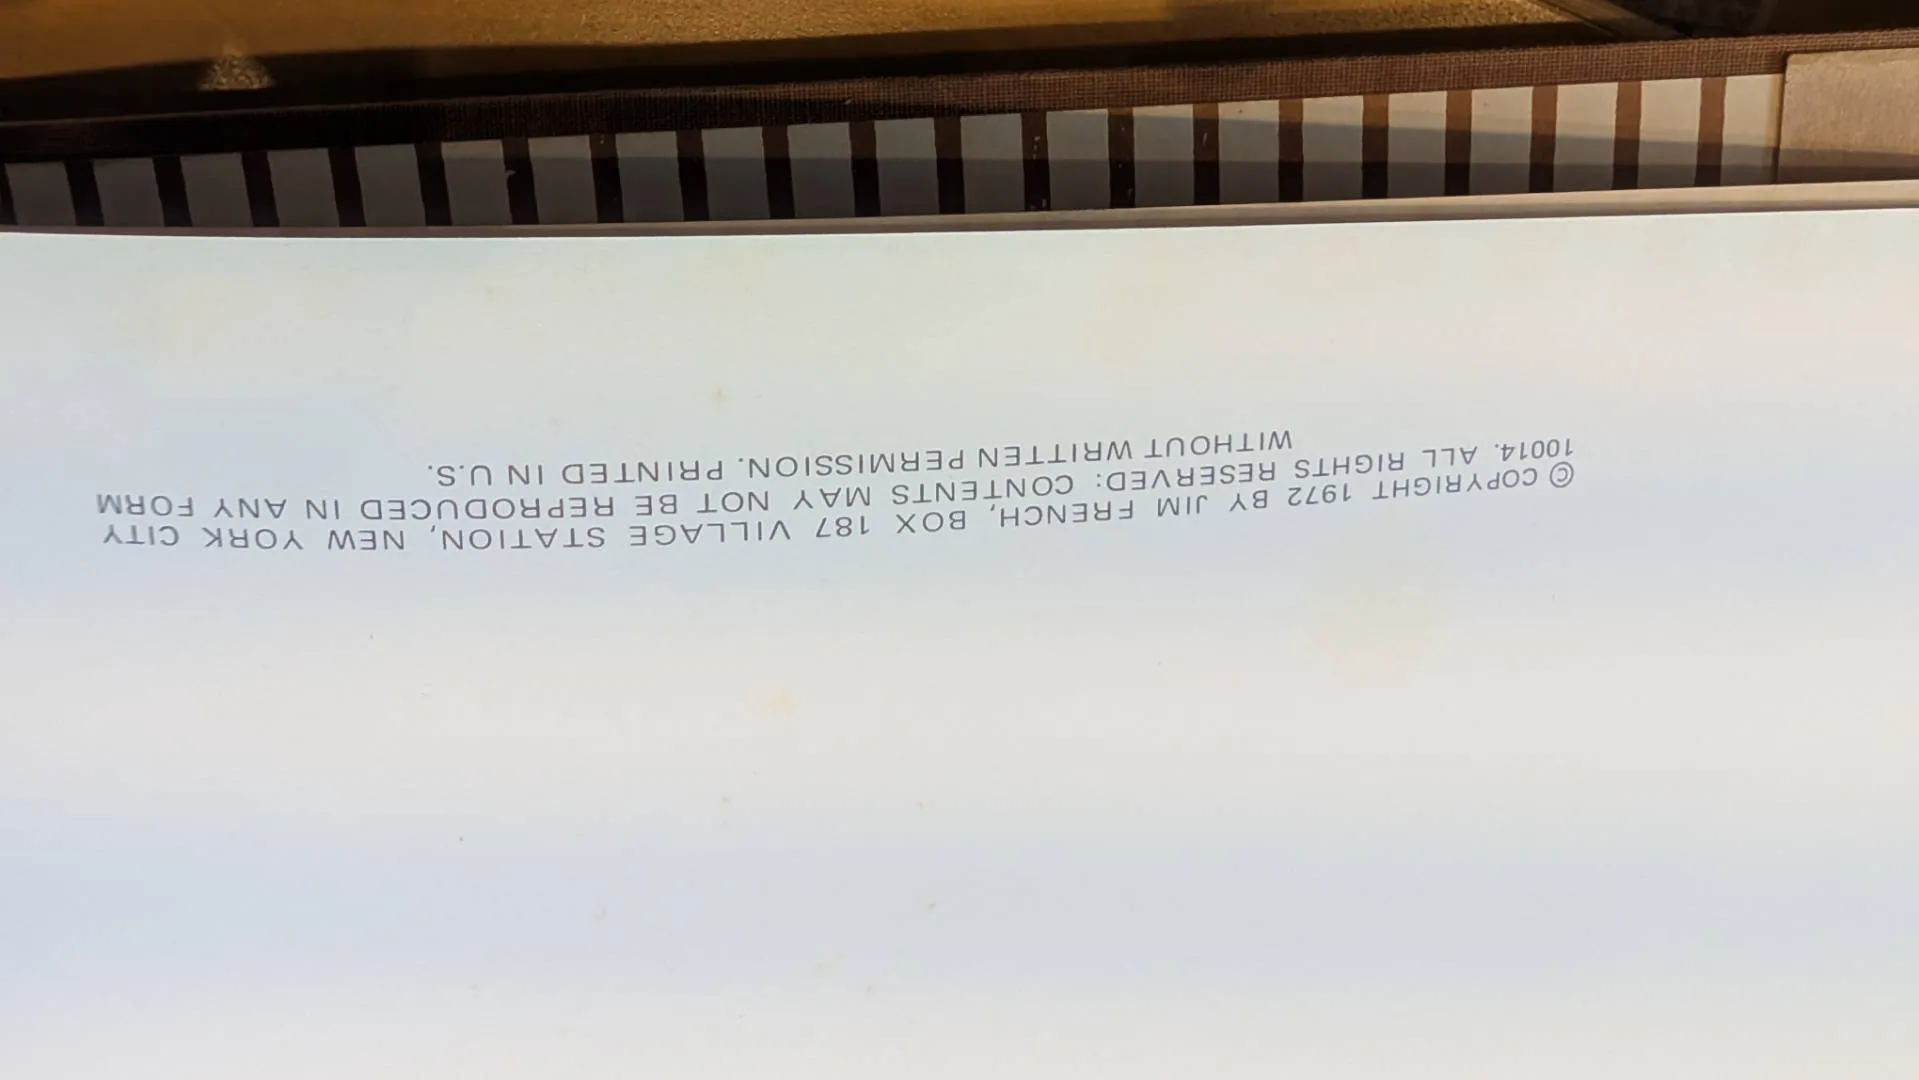 © COPYRIGHT 1972 BY JIM FRENCH, BOX 187 VILLAGE STATION, NEW YORK CITY
10014. ALL RIGHTS RESERVED: CONTENTS MAY NOT BE REPRODUCED IN ANY FORM
WITHOUT WRITTEN PERMISSION. PRINTED IN U.S.